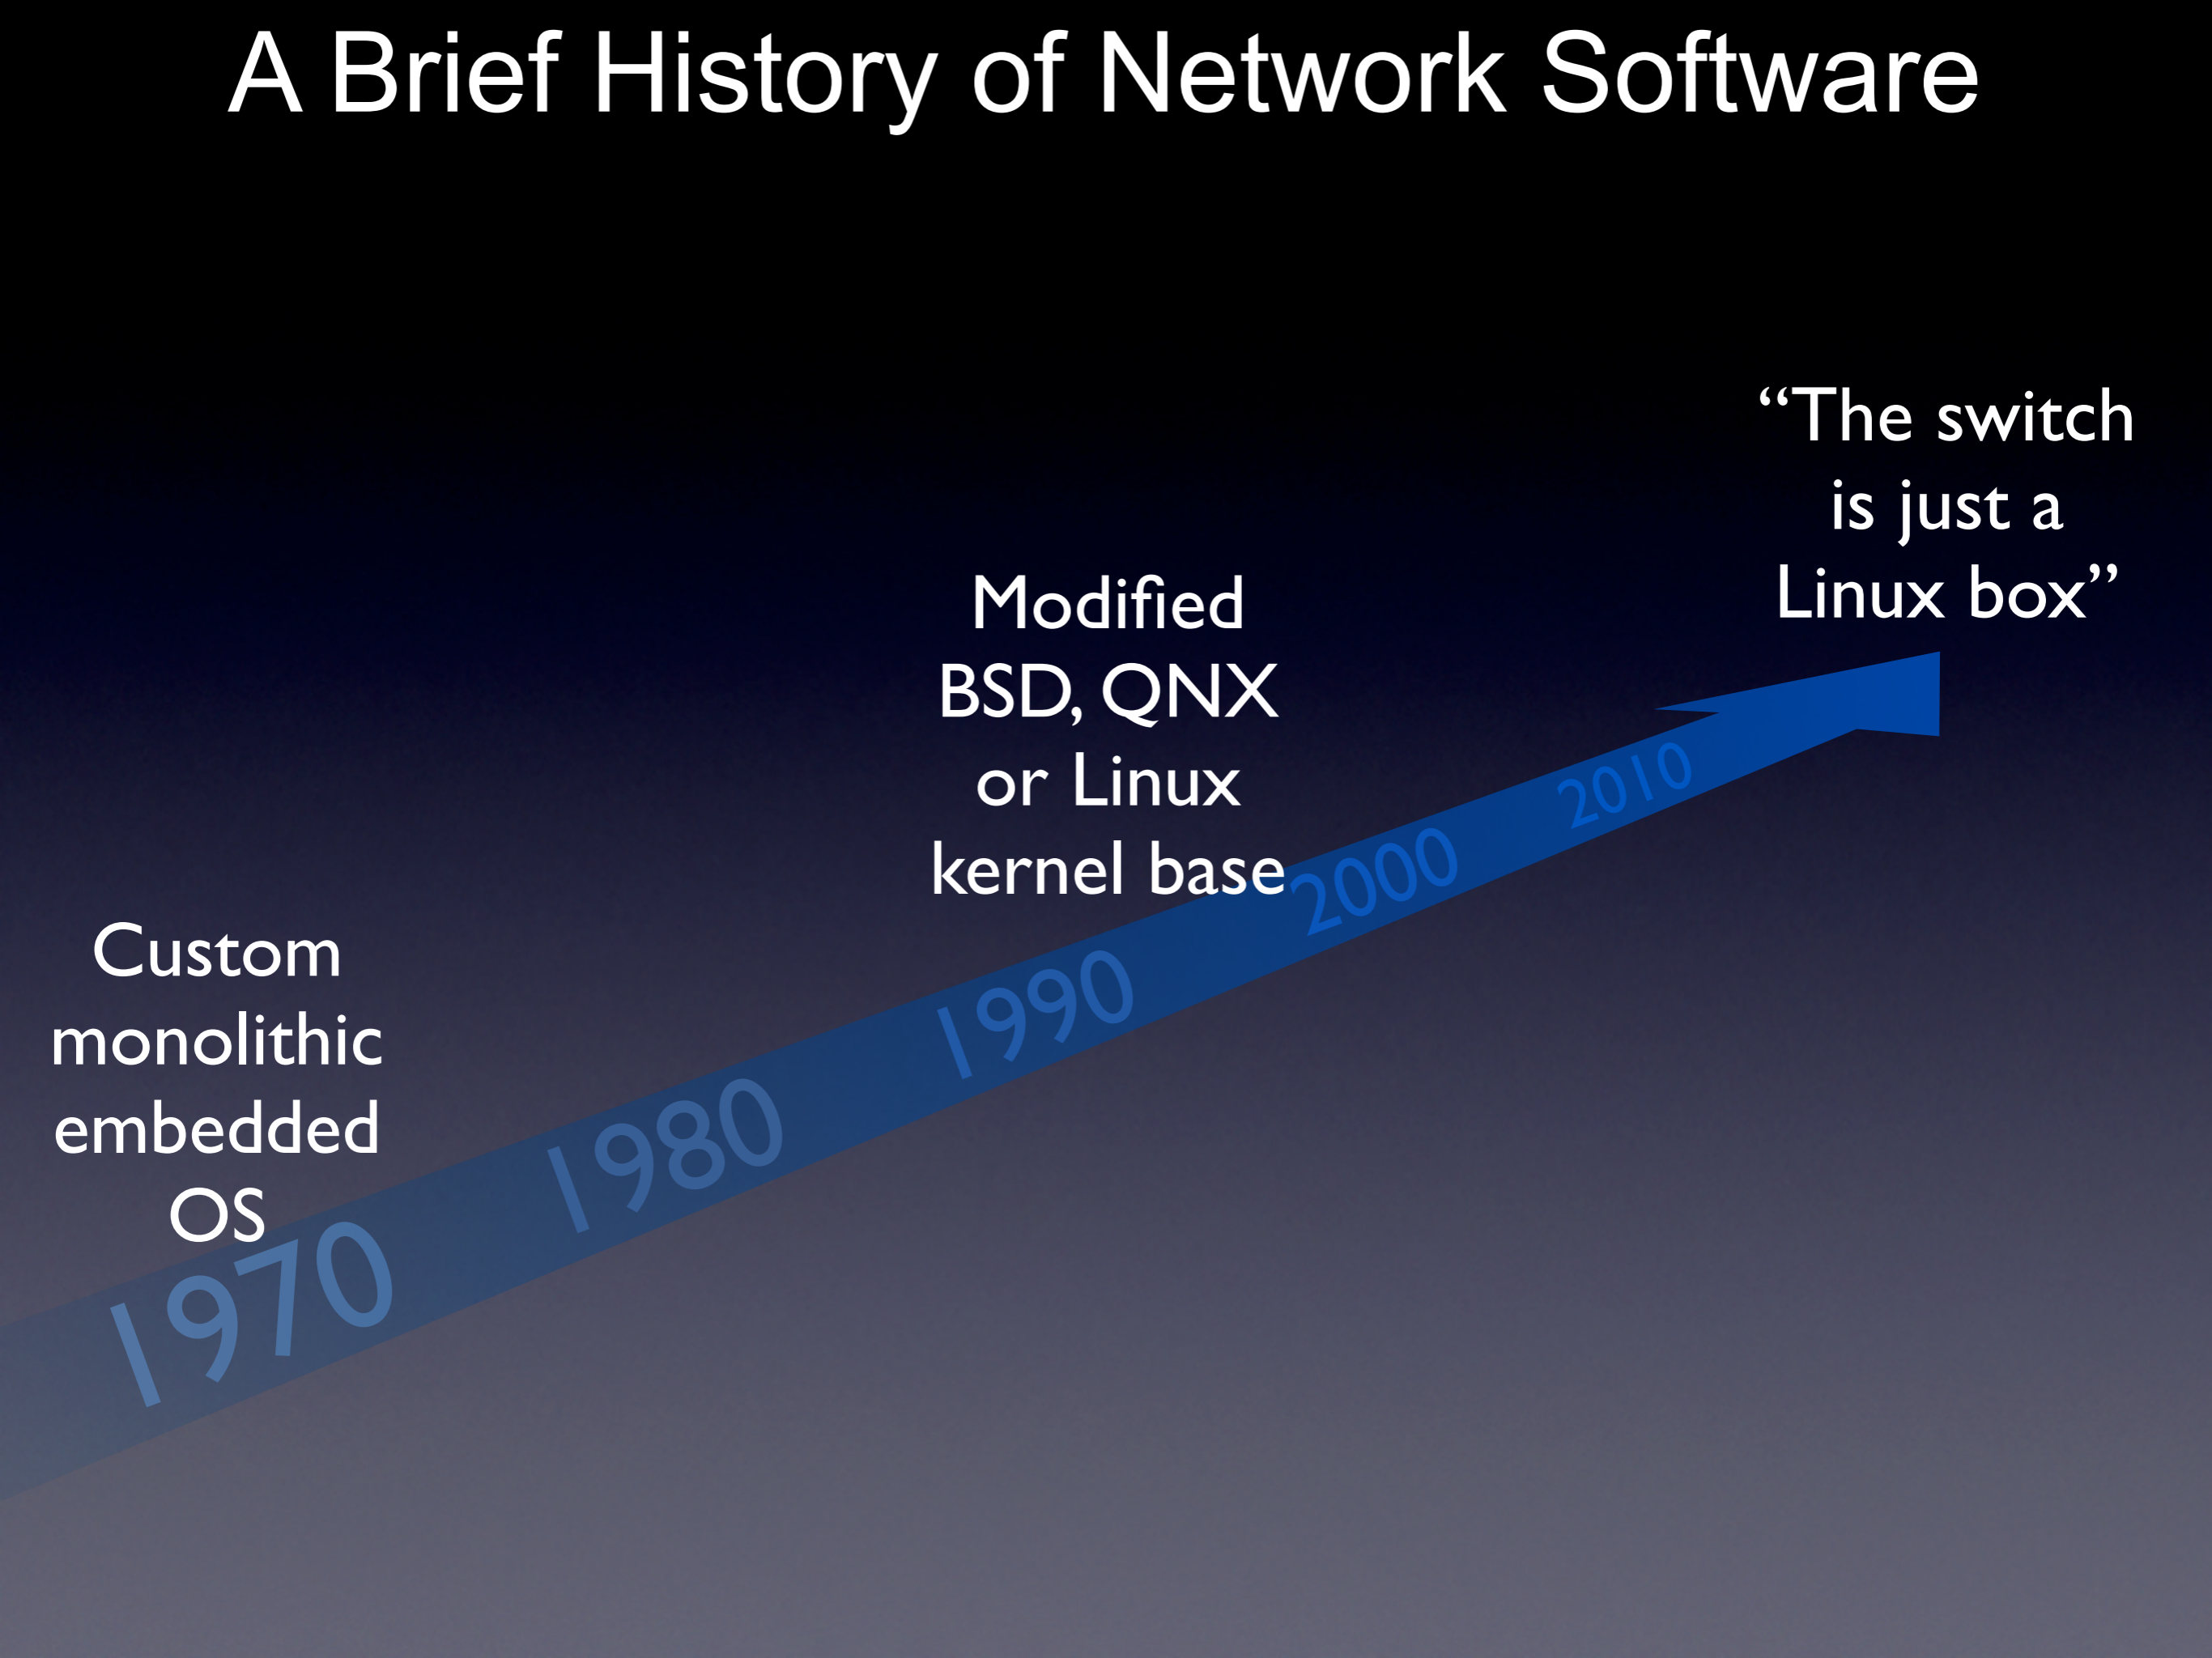 A Brief History of Network Software
“The switch
is just a
Linux box”
Modified
BSD, QNX
or Linux
kernel base
Custom
monolithic
embedded
OS
1970
1980
1990
2000
2010